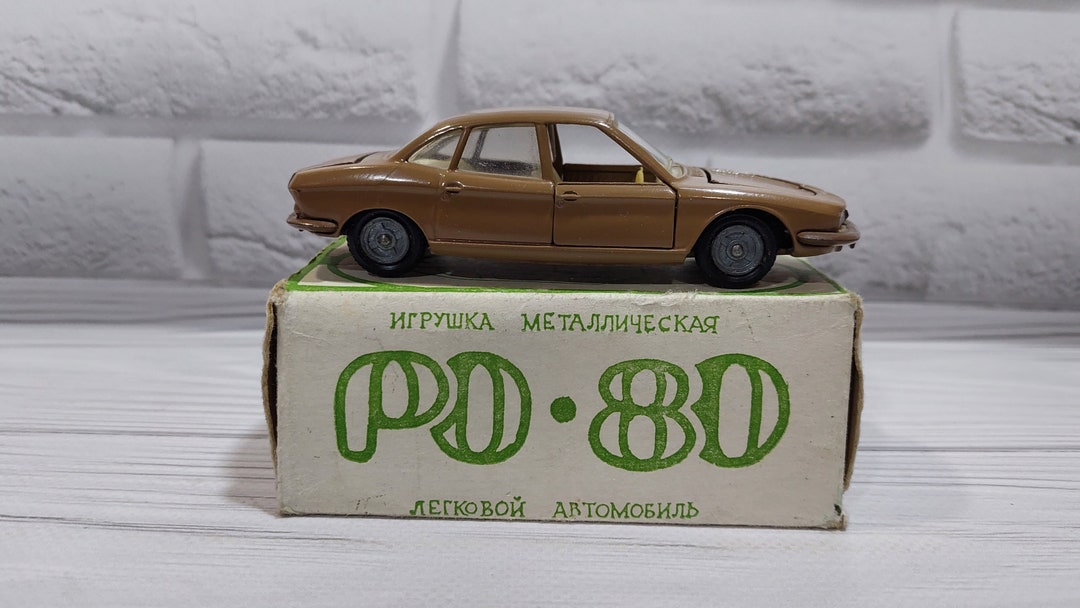 ИГРУШКА МЕТАЛЛИЧЕСКАЯ
РО·80
ЛЕГКОВОЙ АВТОМОБИЛЬ